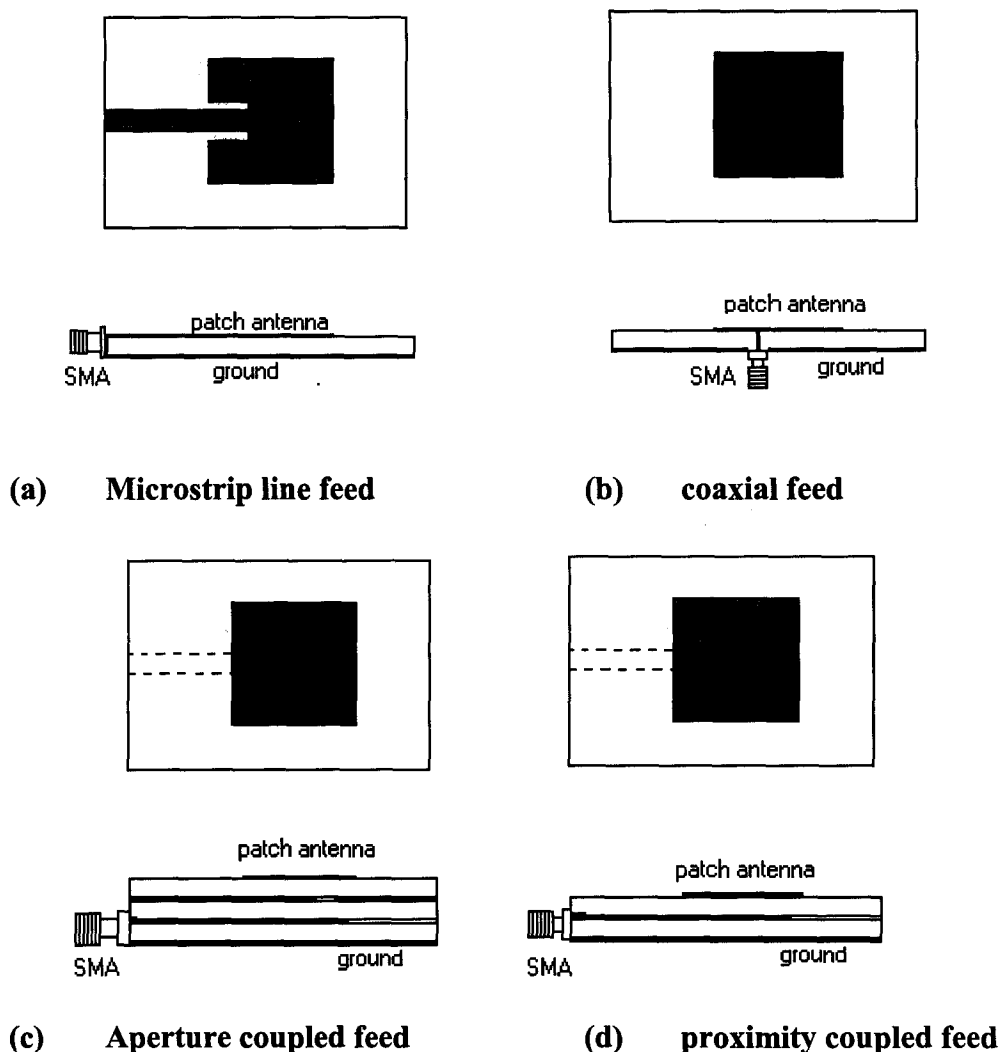 patch antenna
SMA
ground
patch antenna
SMA
ground
(a) Microstrip line feed
(b) coaxial feed
patch antenna
SMA
ground
patch antenna
SMA
ground
(c) Aperture coupled feed
(d) proximity coupled feed